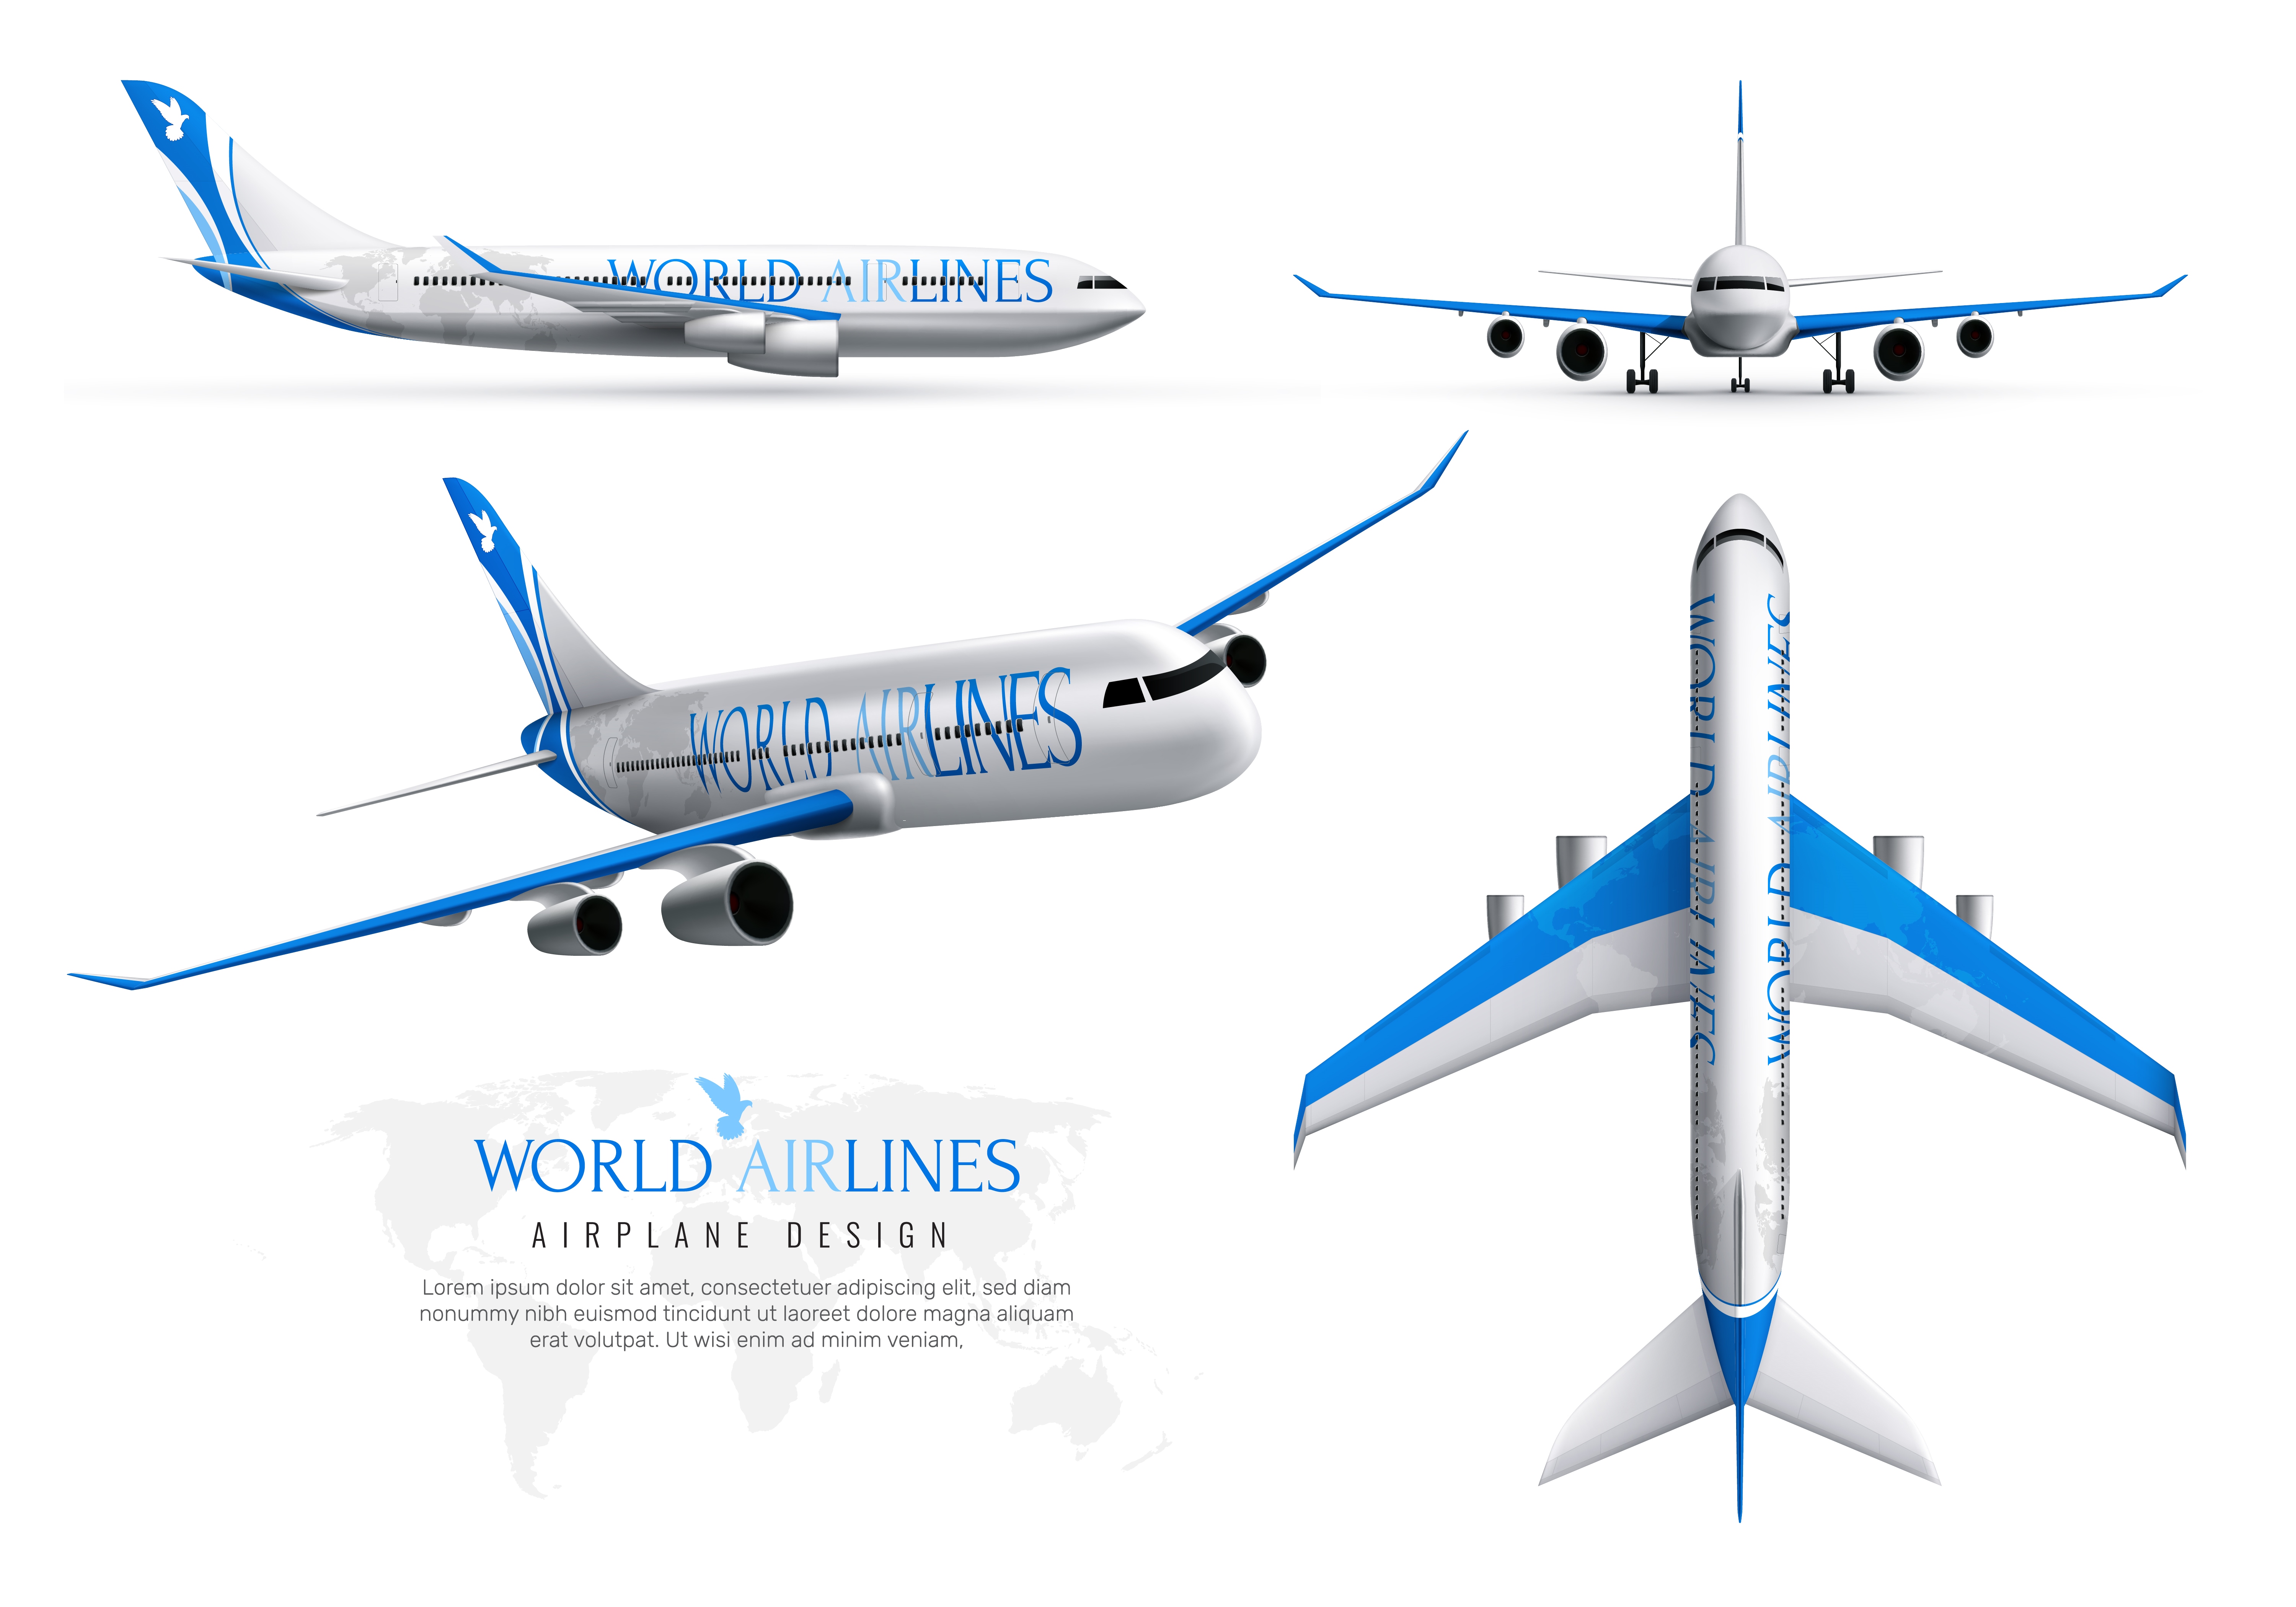 WORLD AIRLINES
WORLD AIRLINES
WORLD AIRLINES
WORLD AIRLINES
WORLD AIRLINES
AIRPLANE DESIGN
Lorem ipsum dolor sit amet, consectetuer adipiscing elit, sed diam
nonummy nibh euismod tincidunt ut laoreet dolore magna aliquam
erat volutpat. Ut wisi enim ad minim veniam,